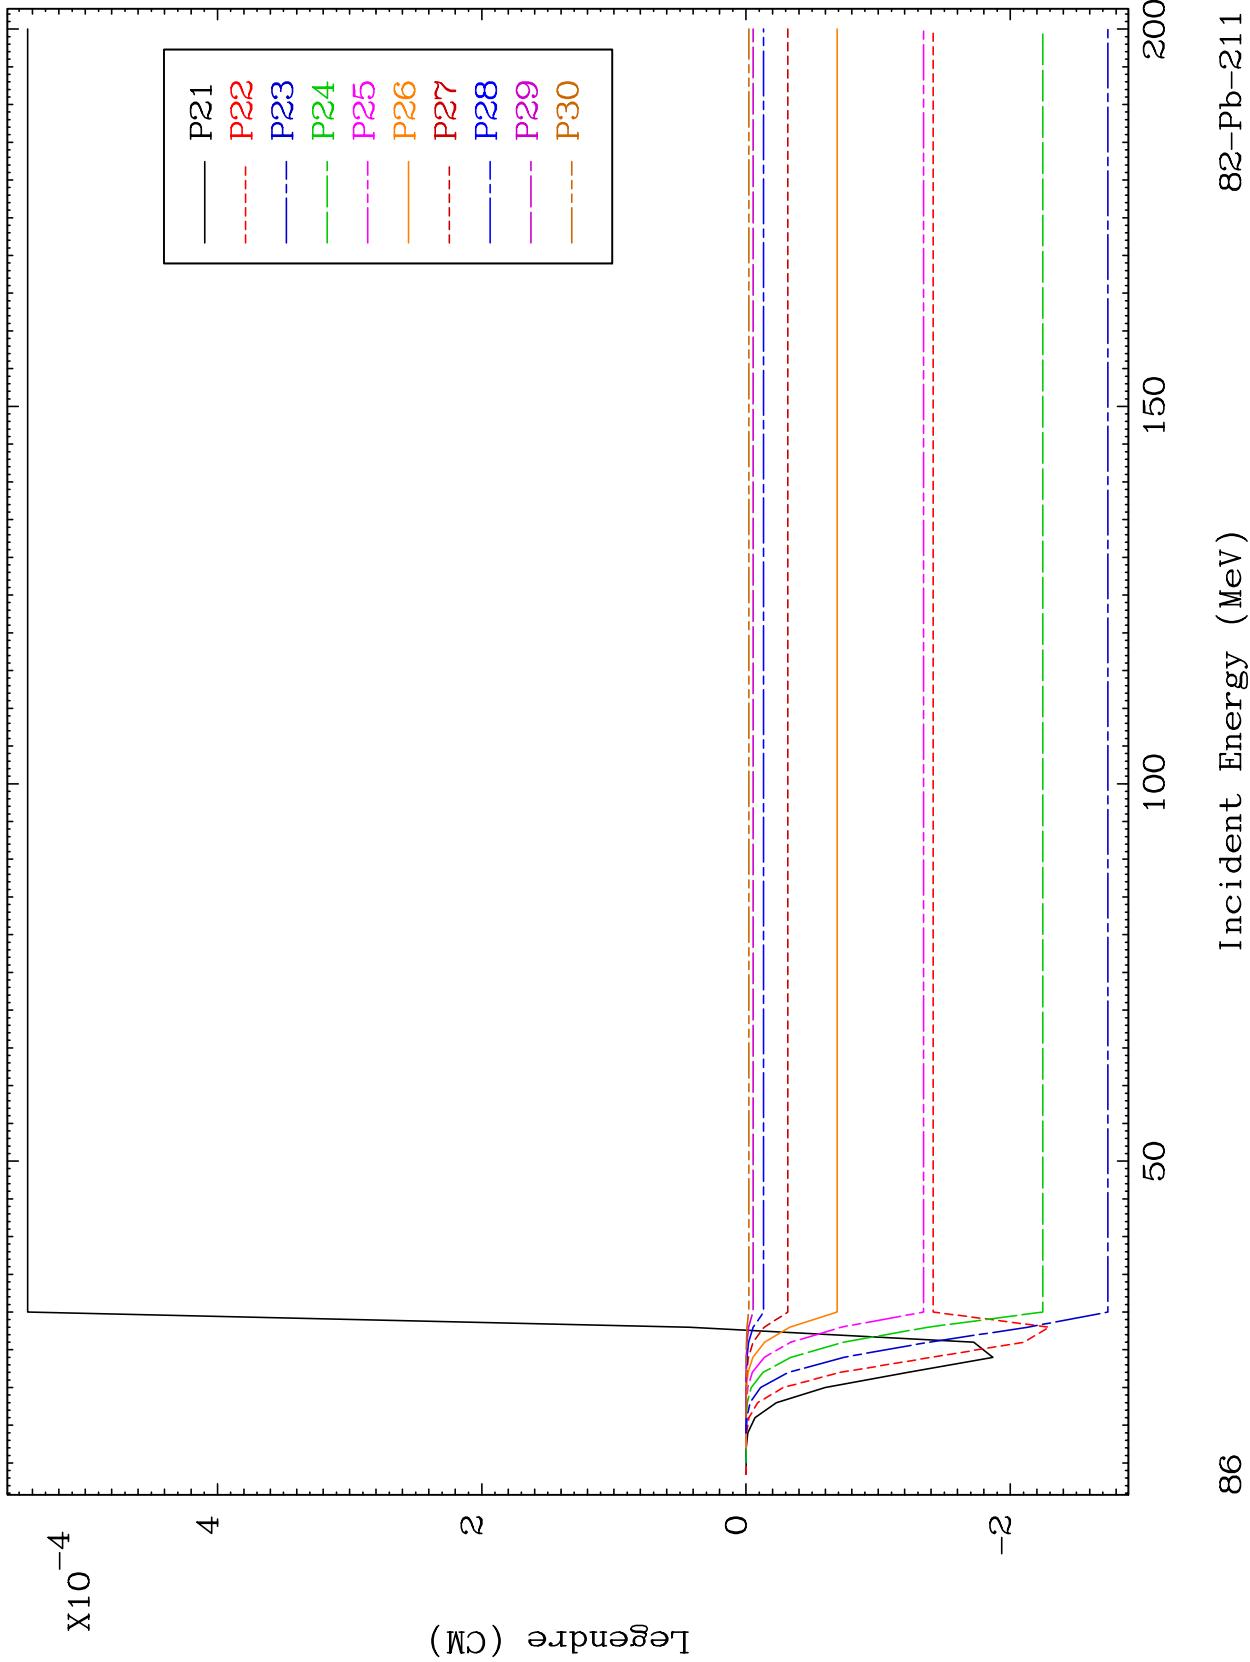 X10-4
4
2
0
-2
Legendre (CM)
P21
P22
P23
P24
P25
P26
P27
P28
P29
P30
50
100
150
200
Incident Energy (MeV)
86
82-Pb-211